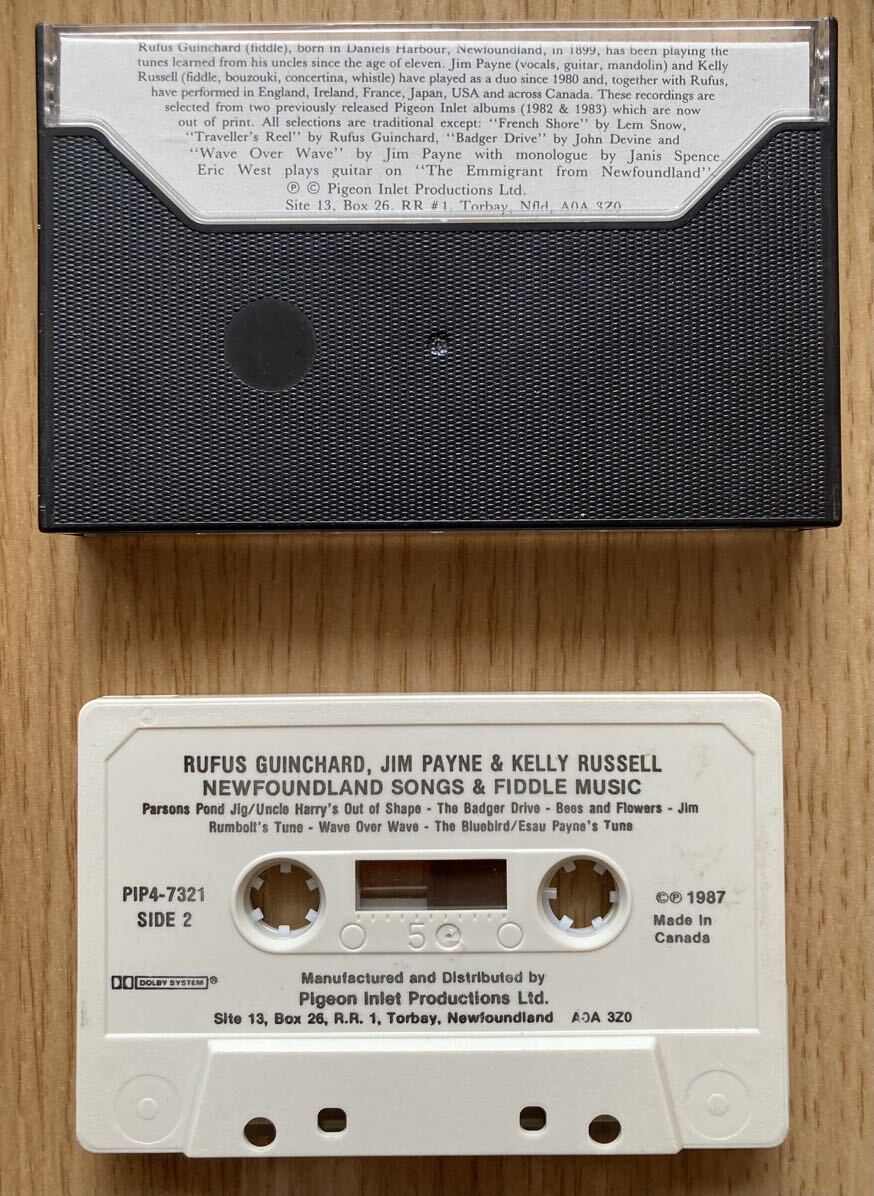 Rufus Guinchard (fiddle), born in Daniels Harbour, Newfoundland, in 1899, has been playing the
tunes learned from his uncles since the age of eleven. Jim Payne (vocals, guitar, mandolin) and Kelly
Russell (fiddle, bouzouki, concertina, whistle) have played as a duo since 1980 and, together with Rufus,
have performed in England, Ireland, France, Japan, USA and across Canada. These recordings are
selected from two previously released Pigeon Inlet albums (1982 & 1983) which are now
out of print. All selections are traditional except: "French Shore" by Lem Snow,
"Traveller's Reel" by Rufus Guinchard, "Badger Drive" by John Devine and
"Wave Over Wave" by Jim Payne with monologue by Janis Spence.
Eric West plays guitar on "The Emmigrant from Newfoundland".
℗ © Pigeon Inlet Productions Ltd.
Site 13, Box 26, RR #1, Torbay, Nfld, A0A 3Z0
RUFUS GUINCHARD, JIM PAYNE & KELLY RUSSELL
NEWFOUNDLAND SONGS & FIDDLE MUSIC
Parsons Pond Jig/Uncle Harry's Out of Shape - The Badger Drive - Bees and Flowers - Jim
Rumbolt's Tune - Wave Over Wave - The Bluebird/Esau Payne's Tune
PIP4-7321
SIDE 2
©℗ 1987
Made In
Canada
5
DOLBY SYSTEM®
Manufactured and Distributed by
Pigeon Inlet Productions Ltd.
Site 13, Box 26, R.R. 1, Torbay, Newfoundland A0A 3Z0